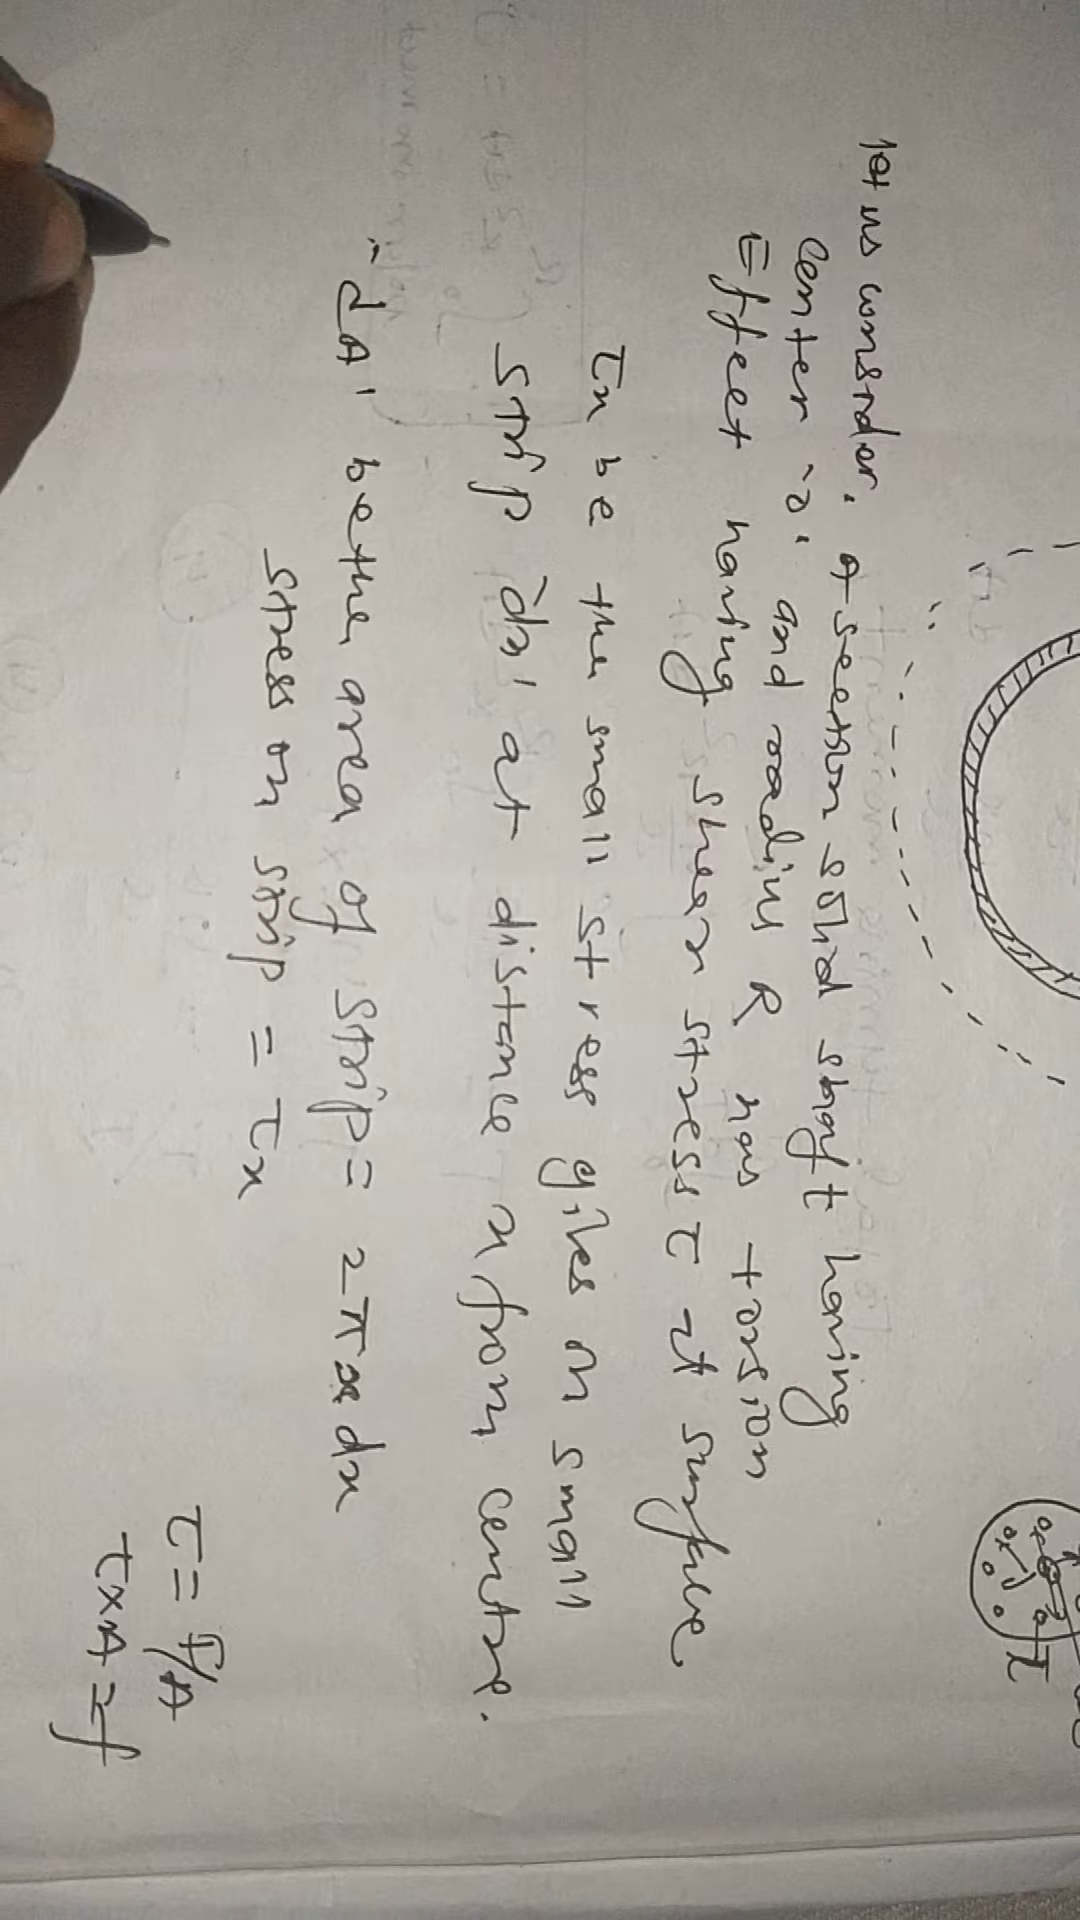 let us consider, a section solid shaft having
center 'o' and radius R has torsion
Effect having shear stress τ at surface
τx be the small stress gives in small
strip 'dx' at distance x from centre.
"dA' be the area of strip = 2πx dx
stress on strip = τx
τ = F/A
τ×A = f
τ